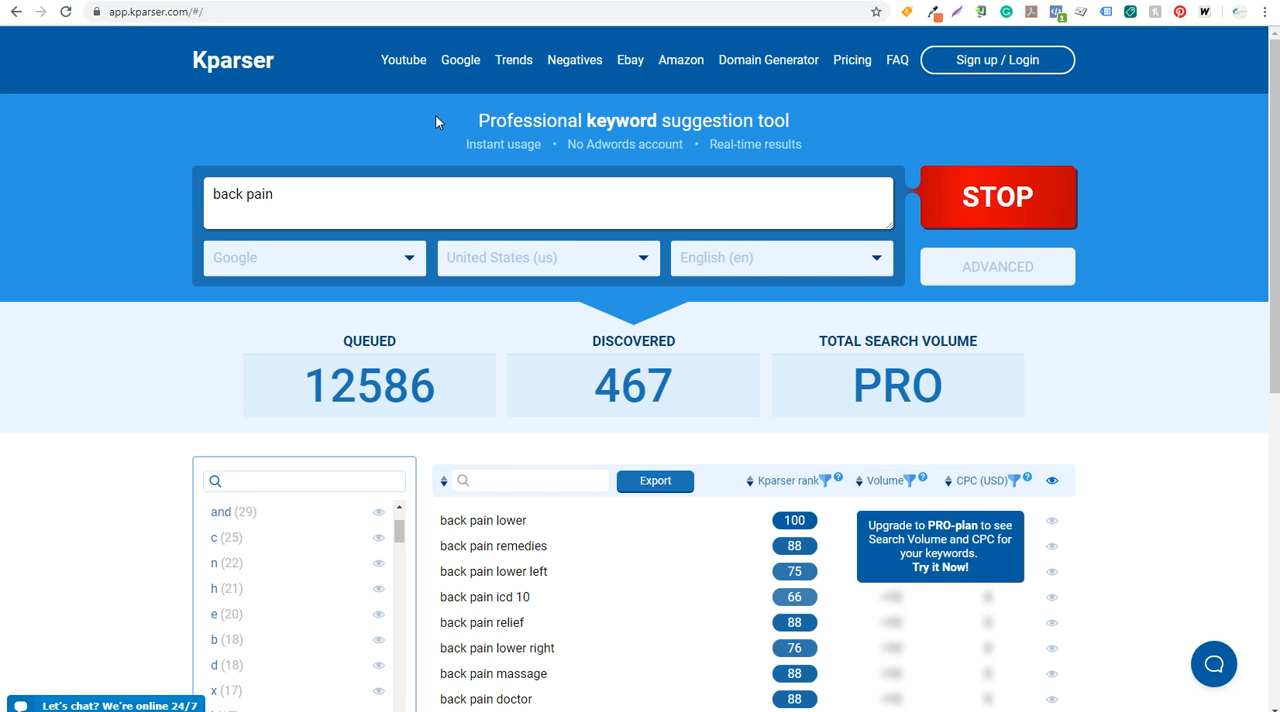 app.kparser.com/#/
Kparser
Youtube Google Trends Negatives Ebay Amazon Domain Generator Pricing FAQ Sign up / Login
Professional keyword suggestion tool
Instant usage • No Adwords account • Real-time results
back pain
STOP
Google United States (us) English (en)
ADVANCED
QUEUED DISCOVERED TOTAL SEARCH VOLUME
12586 467 PRO
Export Kparser rank ? Volume ? CPC (USD) ?
and (29)
c (25)
n (22)
h (21)
e (20)
b (18)
d (18)
x (17)
back pain lower 100
back pain remedies 88
back pain lower left 75
back pain icd 10 66
back pain relief 88
back pain lower right 76
back pain massage 88
back pain doctor 88
Upgrade to PRO-plan to see
Search Volume and CPC for
your keywords.
Try it Now!
Let's chat? We're online 24/7